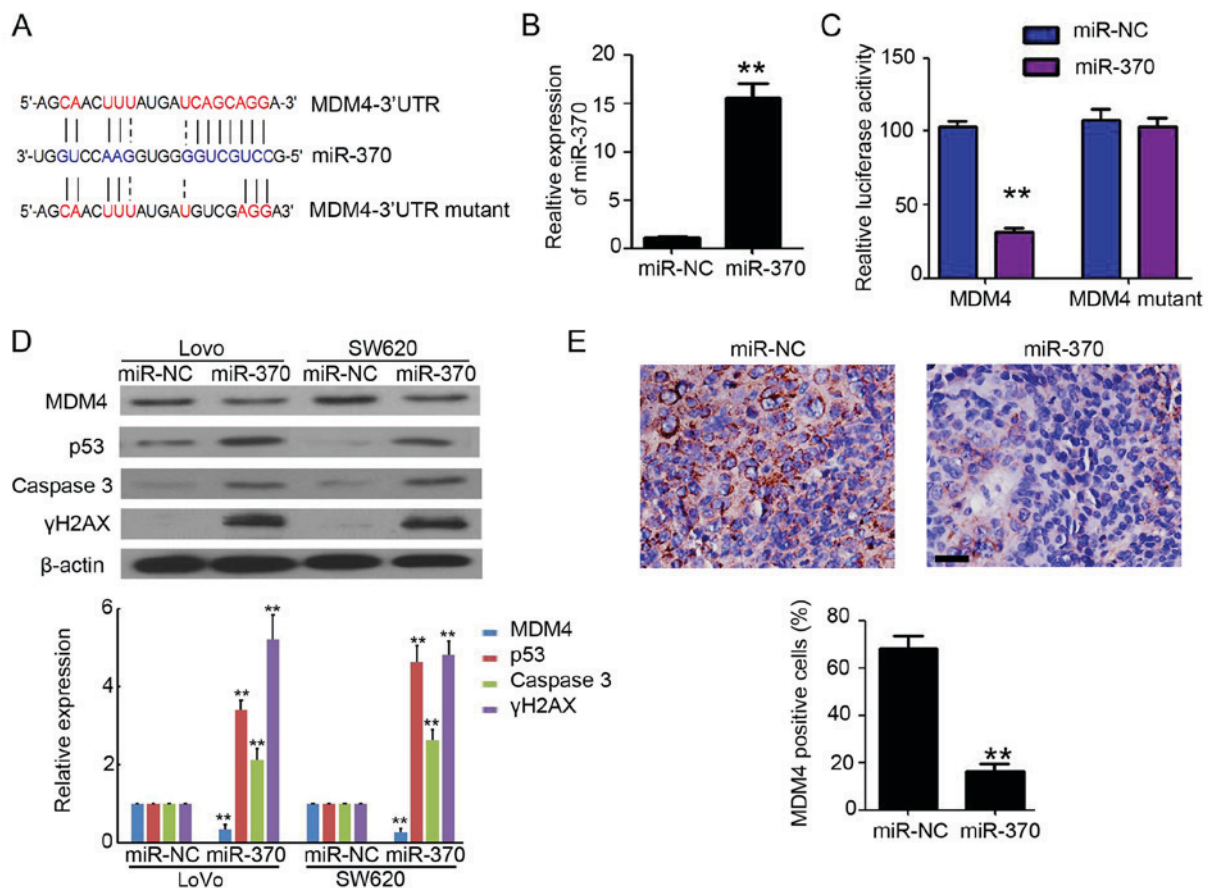 A
5'-AGCAACUUUAUGAUCAGCAGGA-3' MDM4-3'UTR
3'-UGGUCCAAGGUGGGGUCGUCCG-5' miR-370
5'-AGCAACUUUAUGAUGUCGAGGA3' MDM4-3'UTR mutant
B
Realtive expression
of miR-370
20
15
10
5
0
**
miR-NC miR-370
C
miR-NC
miR-370
Realtive luciferase acitivity
150
100
50
0
**
MDM4 MDM4 mutant
D
Lovo SW620
miR-NC miR-370 miR-NC miR-370
MDM4
p53
Caspase 3
γH2AX
β-actin
Relative expression
6
4
2
0
** ** ** **
** ** ** **
MDM4
p53
Caspase 3
γH2AX
miR-NC miR-370 miR-NC miR-370
LoVo SW620
E
miR-NC miR-370
MDM4 positive cells (%)
80
60
40
20
0
**
miR-NC miR-370